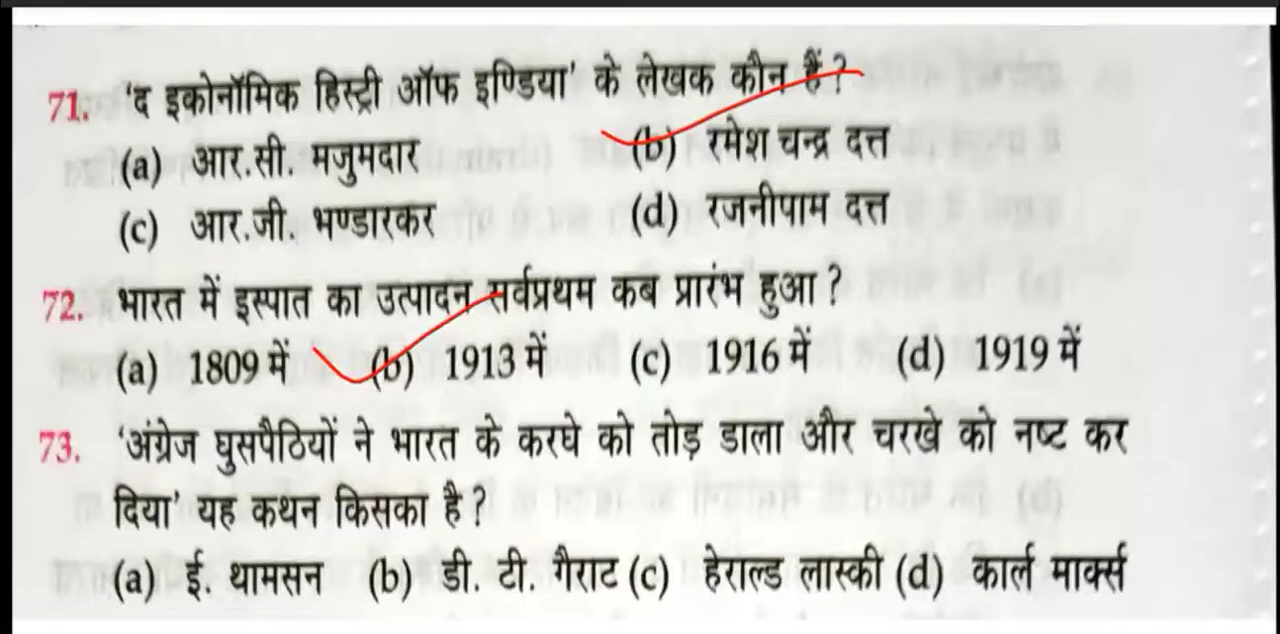 71. 'द इकोनॉमिक हिस्ट्री ऑफ इण्डिया' के लेखक कौन हैं?
(a) आर.सी. मजुमदार (b) रमेश चन्द्र दत्त
(c) आर.जी. भण्डारकर (d) रजनीपाम दत्त
72. भारत में इस्पात का उत्पादन सर्वप्रथम कब प्रारंभ हुआ?
(a) 1809 में (b) 1913 में (c) 1916 में (d) 1919 में
73. 'अंग्रेज घुसपैठियों ने भारत के करघे को तोड़ डाला और चरखे को नष्ट कर
दिया' यह कथन किसका है?
(a) ई. थामसन (b) डी. टी. गैराट (c) हेराल्ड लास्की (d) कार्ल मार्क्स